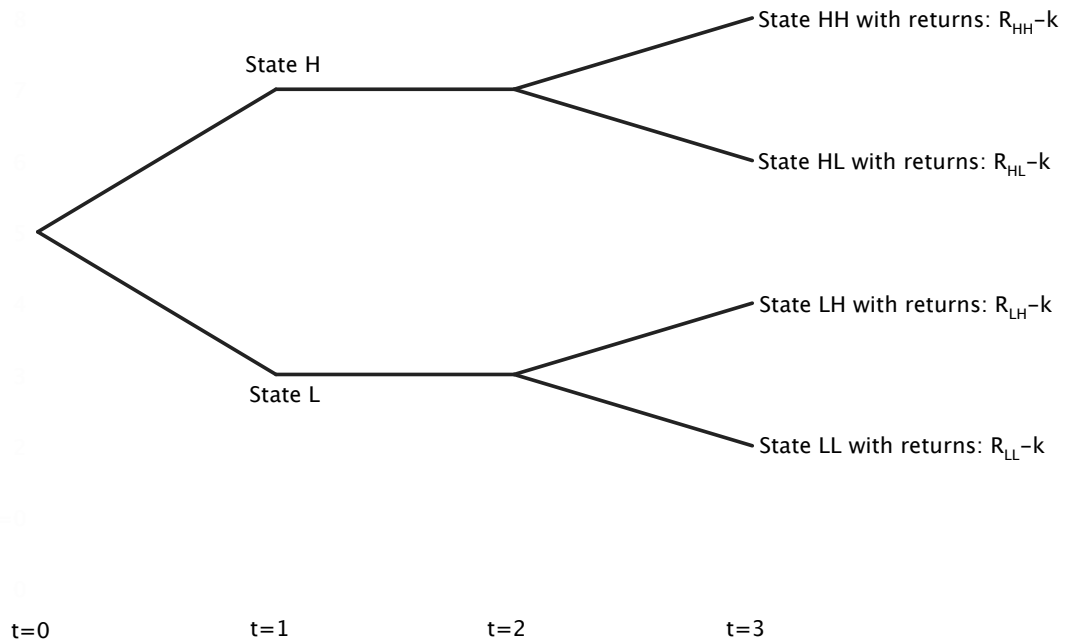 State HH with returns: R_HH-k
State H
State HL with returns: R_HL-k
State LH with returns: R_LH-k
State L
State LL with returns: R_LL-k
t=0 t=1 t=2 t=3